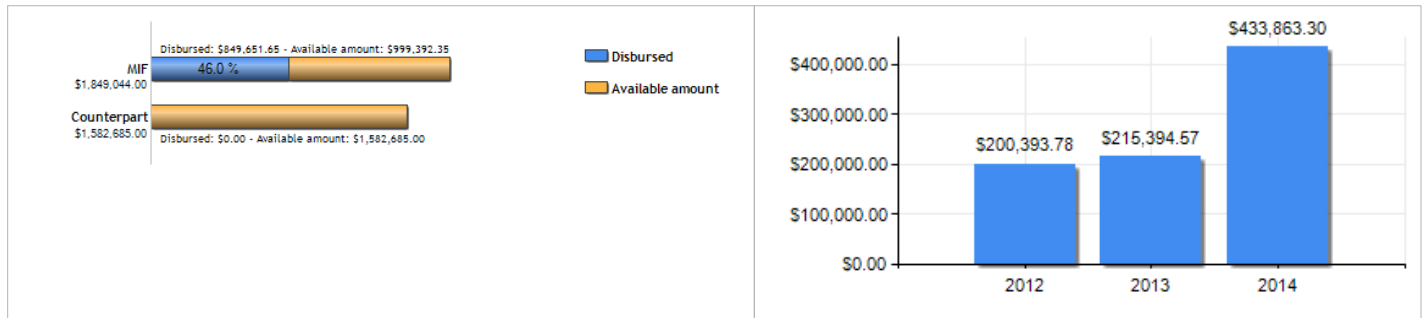 Disbursed: $849,651.65 - Available amount: $999,392.35
MIF
46.0 %
$1,849,044.00
Counterpart
$1,582,685.00
Disbursed: $0.00 - Available amount: $1,582,685.00
Disbursed
Available amount
$433,863.30
$400,000.00
$300,000.00
$200,393.78
$215,394.57
$200,000.00
$100,000.00
$0.00
2012
2013
2014